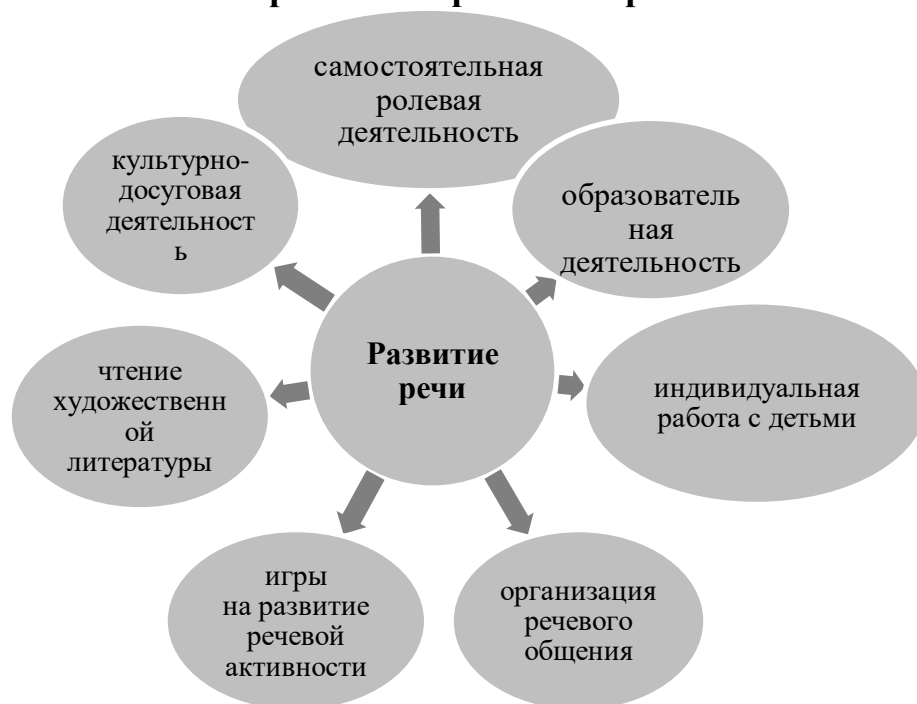 самостоятельная
ролевая
деятельность
культурно-
досуговая
деятельност
ь
образователь
ная
деятельность
Развитие
речи
чтение
художественн
ой
литературы
индивидуальная
работа с детьми
игры
на развитие
речевой
активности
организация
речевого
общения